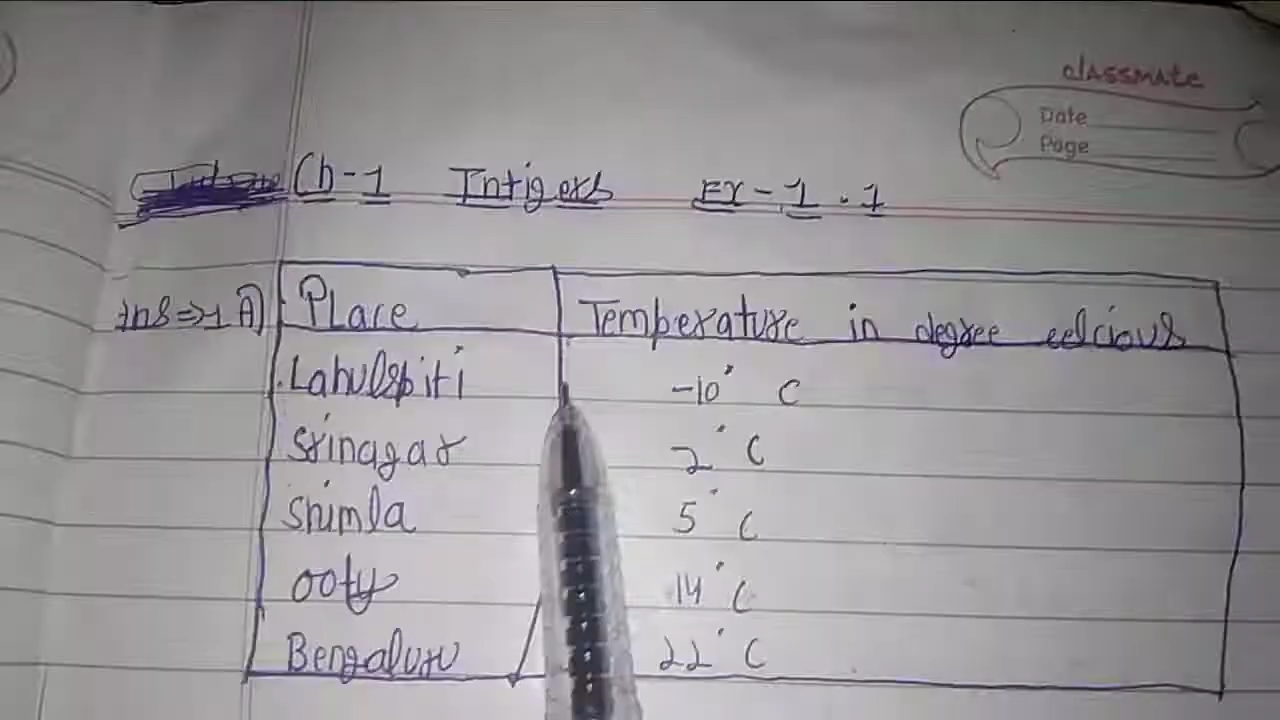 classmate
Date
Page
Ch-1 Intigers Ex-1.1
Ans=>1 A) Place Temperature in degree celcious
Lahulspiti -10° C
Srinagar 2° C
Shimla 5° C
Ooty 14° C
Bengaluru 22° C